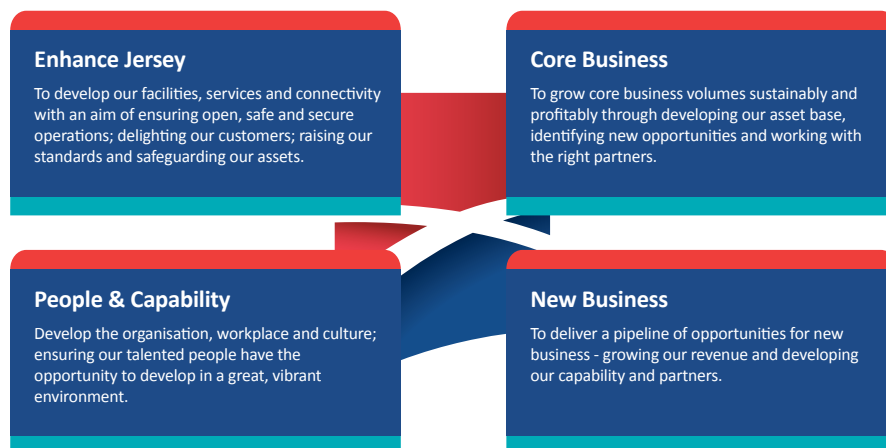 Enhance Jersey
To develop our facilities, services and connectivity
with an aim of ensuring open, safe and secure
operations; delighting our customers; raising our
standards and safeguarding our assets.
Core Business
To grow core business volumes sustainably and
profitably through developing our asset base,
identifying new opportunities and working with
the right partners.
People & Capability
Develop the organisation, workplace and culture;
ensuring our talented people have the
opportunity to develop in a great, vibrant
environment.
New Business
To deliver a pipeline of opportunities for new
business - growing our revenue and developing
our capability and partners.